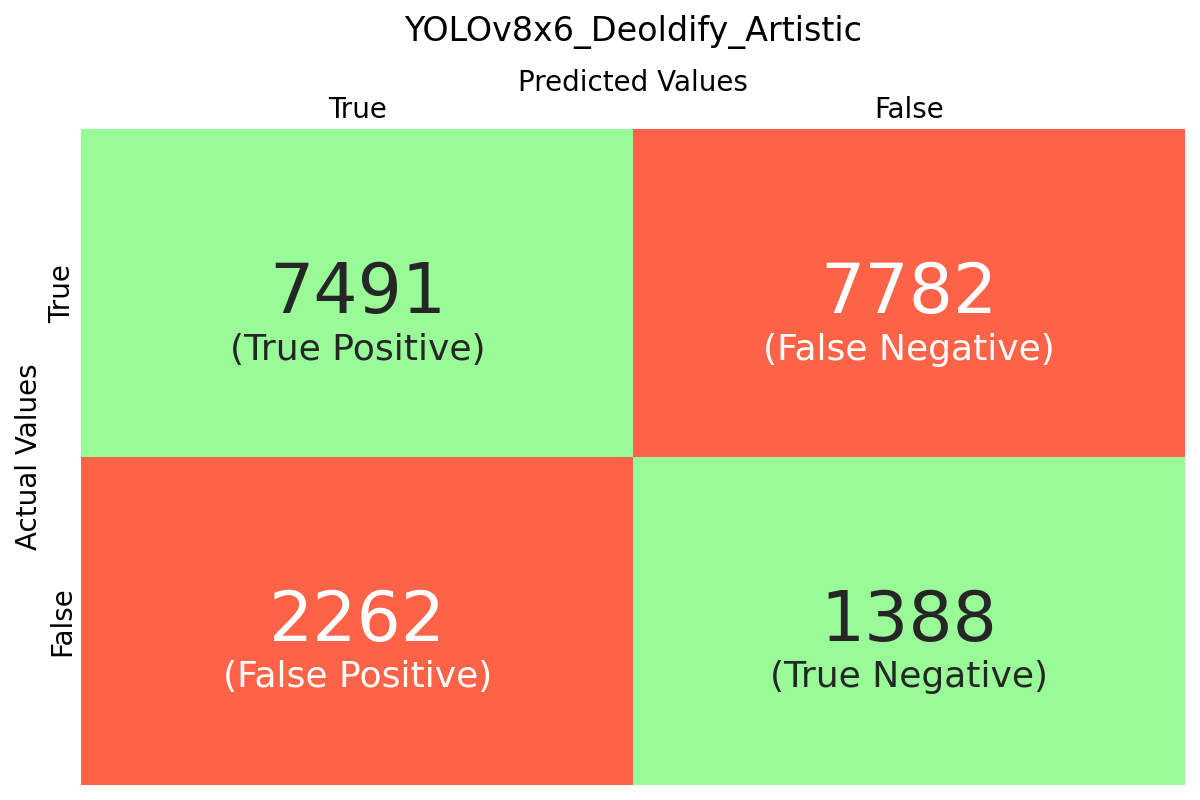 YOLOv8x6_Deoldify_Artistic
Predicted Values
True
False
Actual Values
True
7491
(True Positive)
7782
(False Negative)
False
2262
(False Positive)
1388
(True Negative)